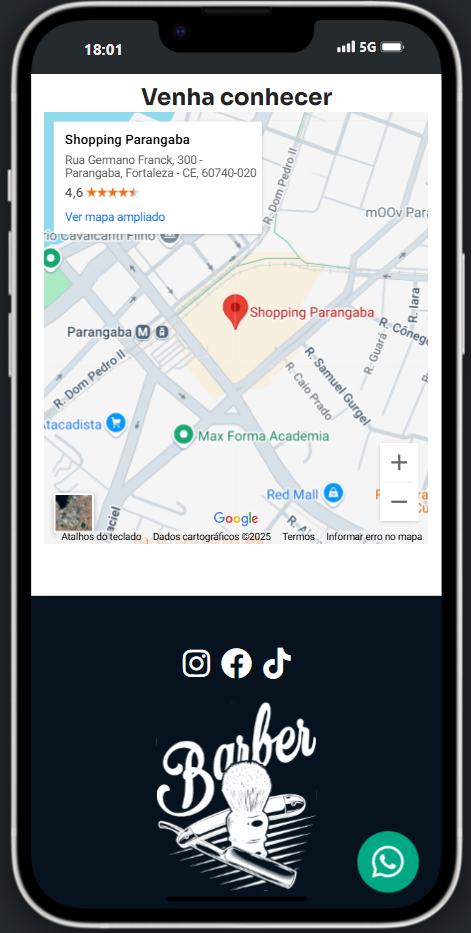 18:01
5G
Venha conhecer
Shopping Parangaba
Rua Germano Franck, 300 -
Parangaba, Fortaleza - CE, 60740-020
4,6
Ver mapa ampliado
R. Dom Pedro II
mOOv Para
rio Cavalcanti Filho
Shopping Parangaba
R. Iara
R. Côneg
Parangaba
M
R. Guará
R. Samuel Gurgel
R. Dom Pedro II
R. Caio Prado
Atacadista
Max Forma Academia
+
Red Mall
−
Google
Atalhos do teclado Dados cartográficos ©2025 Termos Informar erro no mapa
Barber